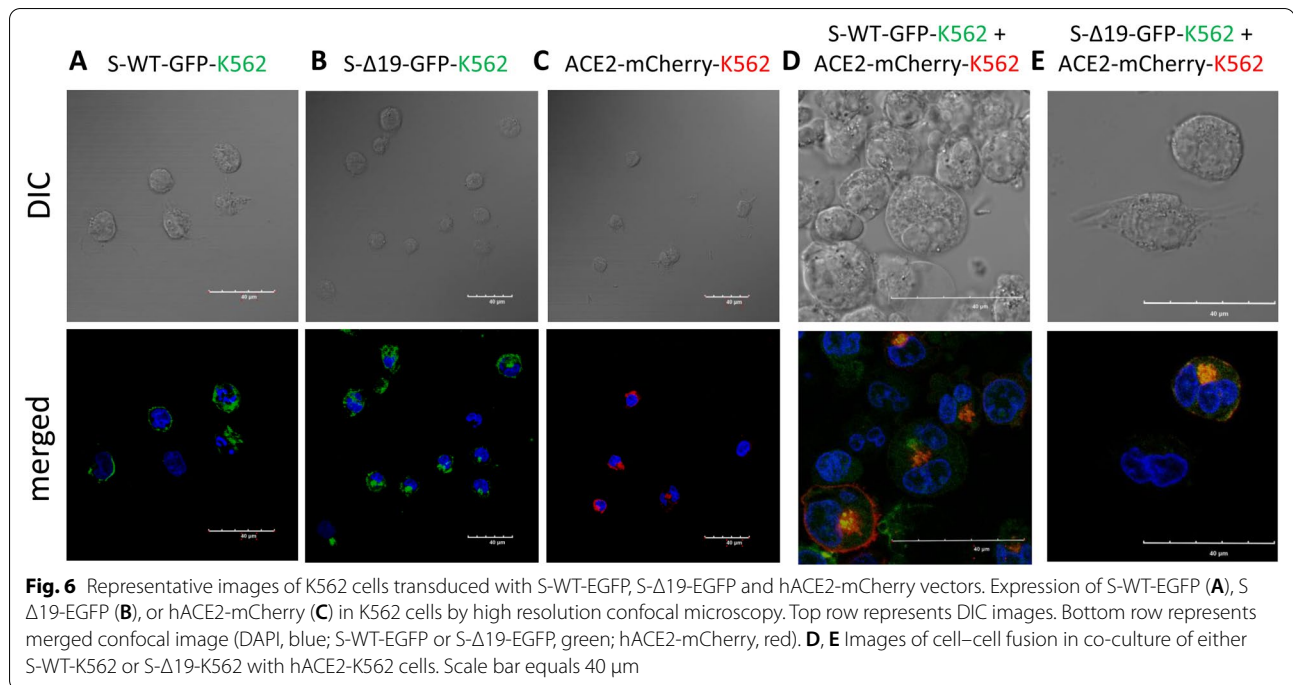 A S-WT-GFP-K562
B S-Δ19-GFP-K562
C ACE2-mCherry-K562
D S-WT-GFP-K562 +
ACE2-mCherry-K562
E S-Δ19-GFP-K562 +
ACE2-mCherry-K562
DIC
40 µm
40 µm
40 µm
40 µm
40 µm
merged
40 µm
40 µm
40 µm
40 µm
40 µm
Fig. 6 Representative images of K562 cells transduced with S-WT-EGFP, S-Δ19-EGFP and hACE2-mCherry vectors. Expression of S-WT-EGFP (A), S
Δ19-EGFP (B), or hACE2-mCherry (C) in K562 cells by high resolution confocal microscopy. Top row represents DIC images. Bottom row represents
merged confocal image (DAPI, blue; S-WT-EGFP or S-Δ19-EGFP, green; hACE2-mCherry, red). D, E Images of cell–cell fusion in co-culture of either
S-WT-K562 or S-Δ19-K562 with hACE2-K562 cells. Scale bar equals 40 µm